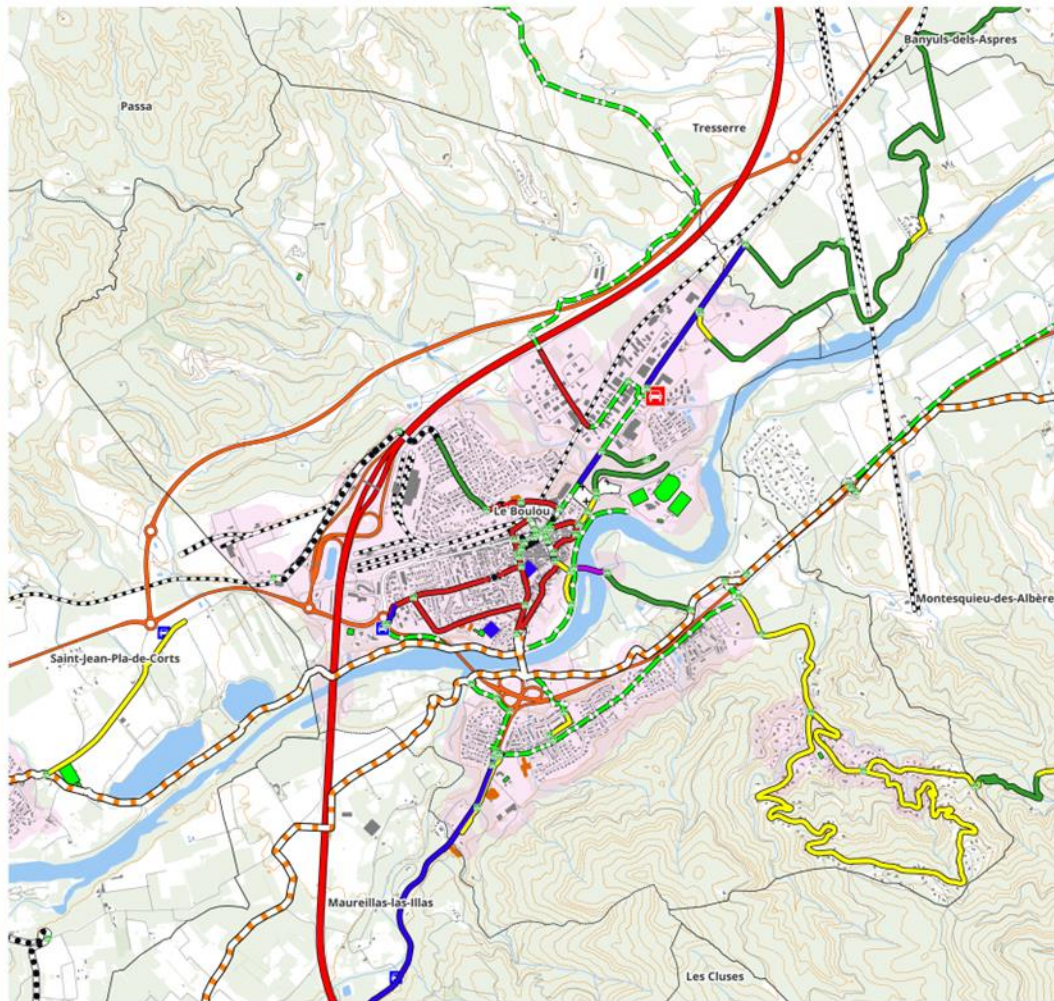 Banyuls-dels-Aspres
Passa
Tresserre
Le Boulou
Montesquieu-des-Albère
Saint-Jean-Pla-de-Corts
Maureillas-las-Illas
Les Cluses